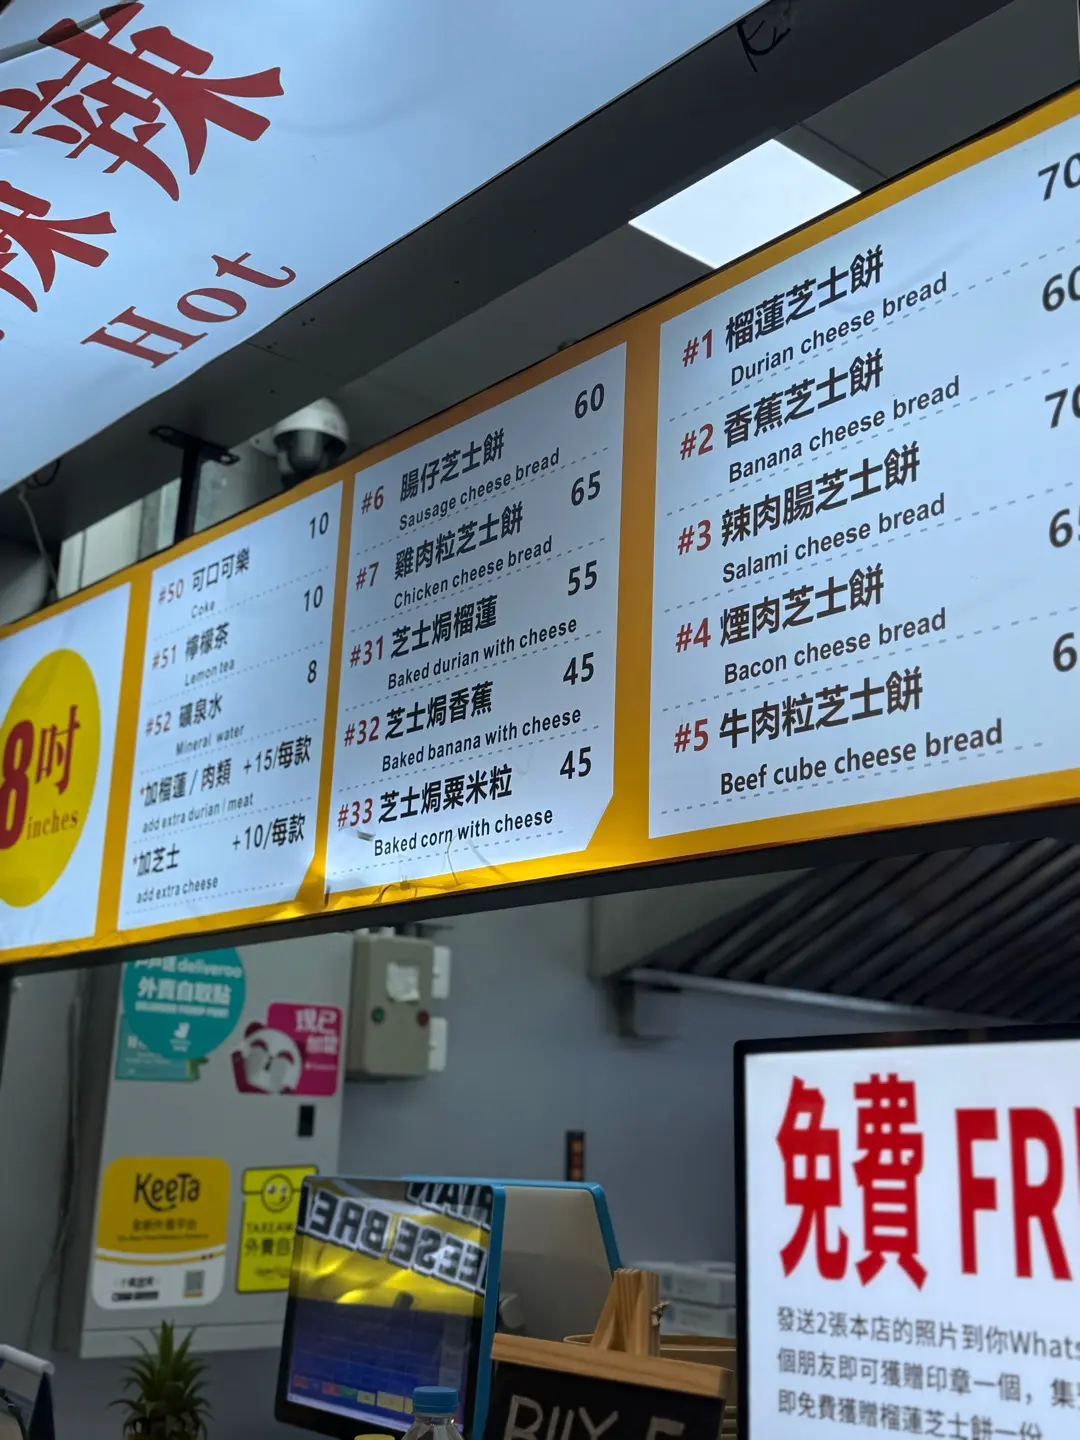 辣
辣
Hot
8吋
inches
#50 可口可樂 10
Coke
#51 檸檬茶 10
Lemon tea
#52 礦泉水 8
Mineral water
*加榴蓮 / 肉類 +15/每款
add extra durian / meat
*加芝士 +10/每款
add extra cheese
#6 腸仔芝士餅 60
Sausage cheese bread
#7 雞肉粒芝士餅 65
Chicken cheese bread
#31 芝士焗榴蓮 55
Baked durian with cheese
#32 芝士焗香蕉 45
Baked banana with cheese
#33 芝士焗粟米粒 45
Baked corn with cheese
#1 榴蓮芝士餅 70
Durian cheese bread
#2 香蕉芝士餅 60
Banana cheese bread
#3 辣肉腸芝士餅 70
Salami cheese bread
#4 煙肉芝士餅
Bacon cheese bread
#5 牛肉粒芝士餅
Beef cube cheese bread
deliveroo
外賣自取點
現已
KeeTa
TAKEAW
外賣自
免費 FR
發送2張本店的照片到你Whats
個朋友即可獲贈印章一個，集
即免費獲贈榴蓮芝士餅一份
BUY